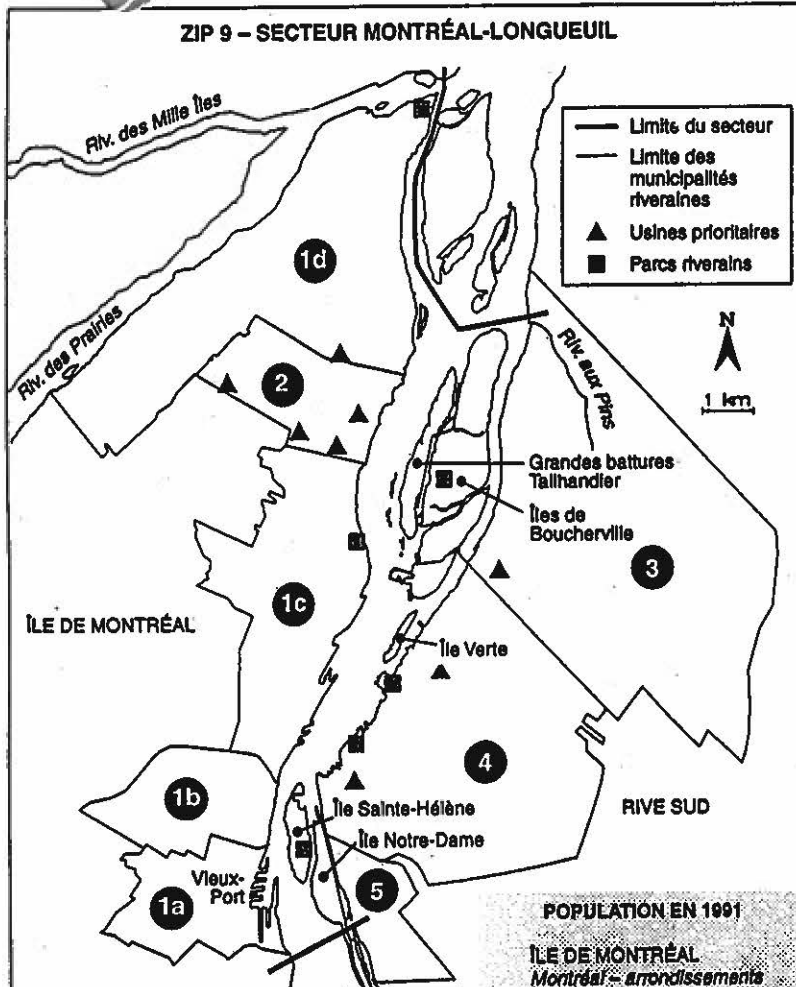 ZIP 9 – SECTEUR MONTRÉAL-LONGUEUIL
Riv. des Mille Îles
Limite du secteur
Limite des
municipalités
riveraines
Usines prioritaires
Parcs riverains
1d
Riv. des Prairies
Riv. aux Pins
N
1 km
2
Grandes battures
Tailhandier
Îles de
Boucherville
3
1c
ÎLE DE MONTRÉAL
Île Verte
4
1b
RIVE SUD
Île Sainte-Hélène
Île Notre-Dame
Vieux-
Port
1a
5
POPULATION EN 1991
ÎLE DE MONTRÉAL
Montréal – arrondissements